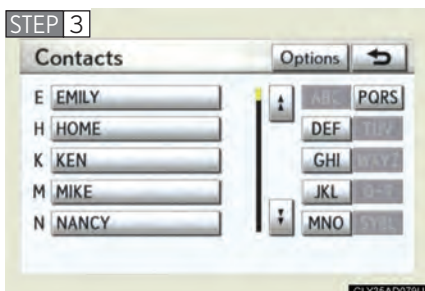 STEP 3
Contacts Options
E EMILY ABC PQRS
H HOME DEF TUV
K KEN GHI WXYZ
M MIKE JKL 0-9
N NANCY MNO SYBL